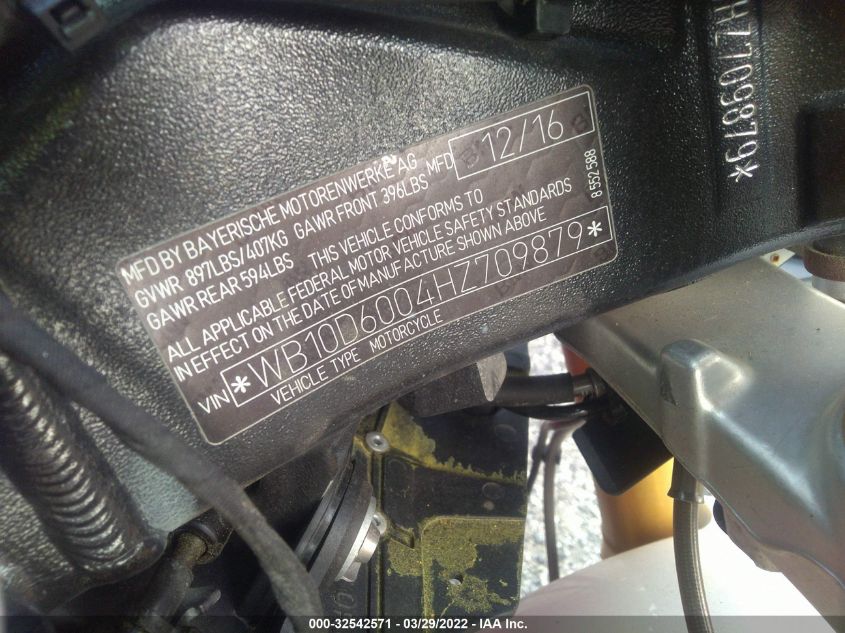 MFD BY BAYERISCHE MOTORENWERKE AG
MFD 12/16
GVWR 897LBS/407KG GAWR FRONT 396LBS
GAWR REAR 594LBS THIS VEHICLE CONFORMS TO
ALL APPLICABLE FEDERAL MOTOR VEHICLE SAFETY STANDARDS
IN EFFECT ON THE DATE OF MANUFACTURE SHOWN ABOVE
8 552 588
VIN *WB10D6004HZ709879*
VEHICLE TYPE MOTORCYCLE
HZ709879*
000-32542571 - 03/29/2022 - IAA Inc.